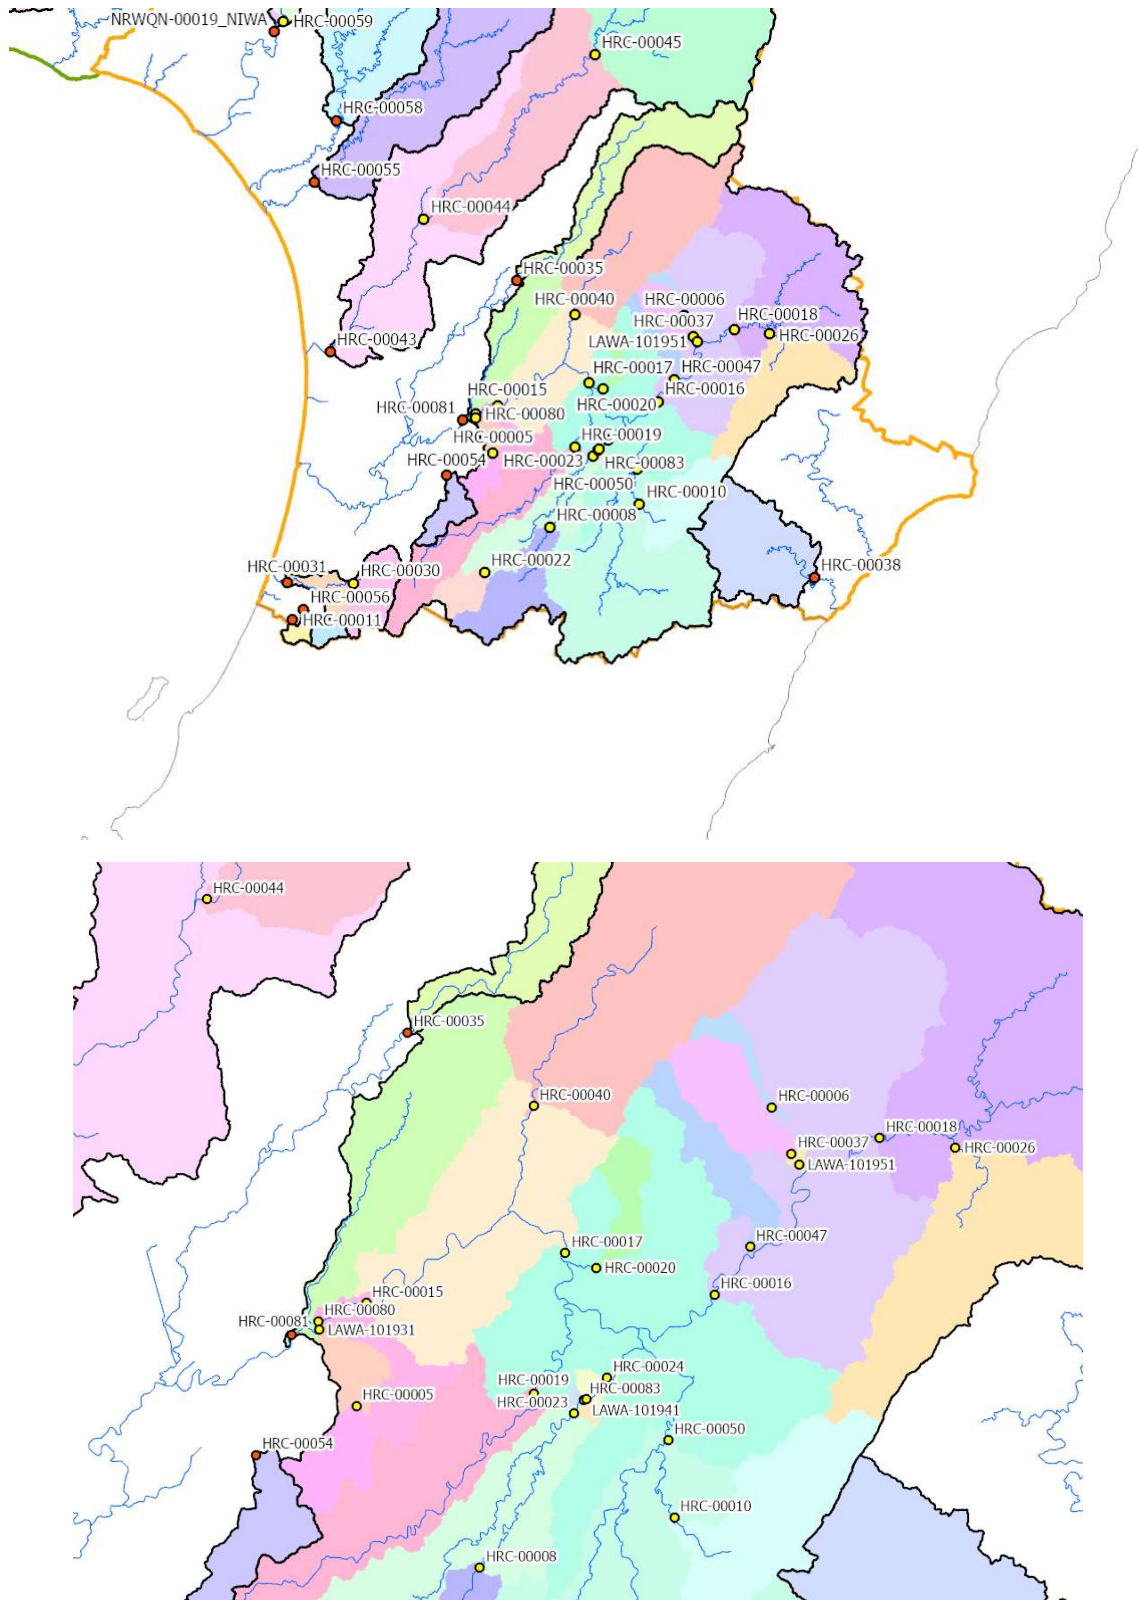 NRWQN-00019_NIWA
HRC-00059
HRC-00045
HRC-00058
HRC-00055
HRC-00044
HRC-00035
HRC-00040
HRC-00006
HRC-00018
HRC-00037
HRC-00026
LAWA-101951
HRC-00043
HRC-00017
HRC-00047
HRC-00015
HRC-00016
HRC-00081
HRC-00080
HRC-00020
HRC-00005
HRC-00019
HRC-00054
HRC-00023
HRC-00083
HRC-00050
HRC-00010
HRC-00008
HRC-00031
HRC-00030
HRC-00022
HRC-00038
HRC-00056
HRC-00011
HRC-00044
HRC-00035
HRC-00040
HRC-00006
HRC-00018
HRC-00037
HRC-00026
LAWA-101951
HRC-00017
HRC-00047
HRC-00020
HRC-00015
HRC-00016
HRC-00080
HRC-00081
LAWA-101931
HRC-00024
HRC-00019
HRC-00083
HRC-00005
HRC-00023
LAWA-101941
HRC-00050
HRC-00054
HRC-00010
HRC-00008